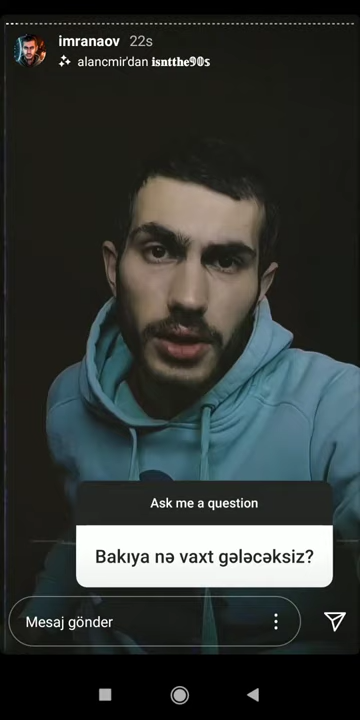 imranaov 22s
alancmir'dan 𝐢𝐬𝐧𝐭𝐭𝐡𝐞𝟡𝟘𝐬
Ask me a question
Bakıya nə vaxt gələcəksiz?
Mesaj gönder